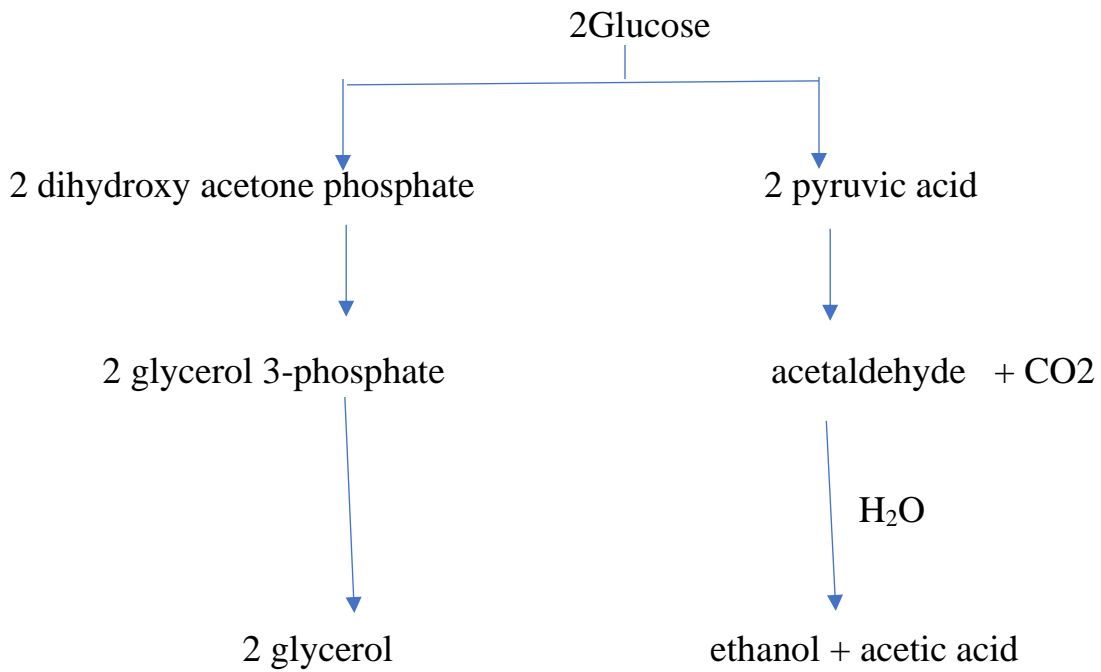 2Glucose
2 dihydroxy acetone phosphate 2 pyruvic acid
2 glycerol 3-phosphate acetaldehyde + CO2
H₂O
2 glycerol ethanol + acetic acid